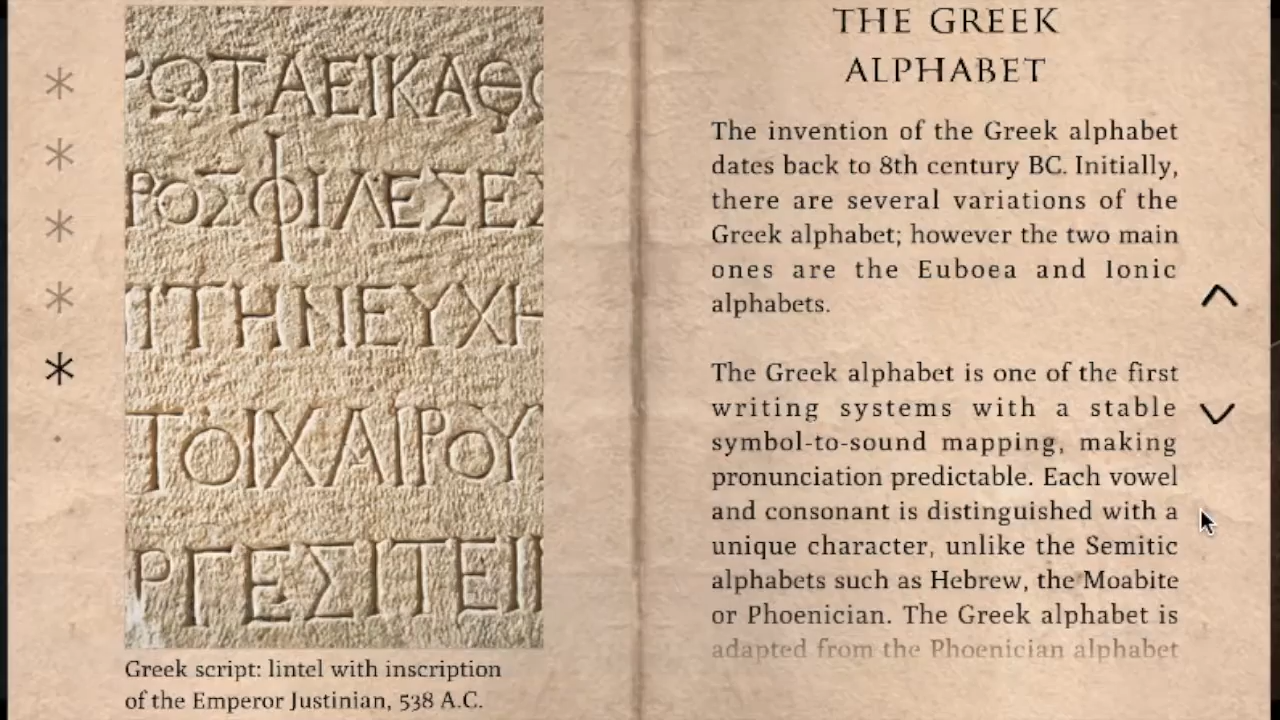 ΡΩΤΑΕΙΚΑΘΟ
ΡΟΣΦΙΛΕΣΕΣ
ΙΤΗΝΕΥΧΗ
ΤΟΙΧΑΙΡΟΥ
ΡΓΕΣΙΤΕΙ
Greek script: lintel with inscription
of the Emperor Justinian, 538 A.C.
THE GREEK
ALPHABET
The invention of the Greek alphabet
dates back to 8th century BC. Initially,
there are several variations of the
Greek alphabet; however the two main
ones are the Euboea and Ionic
alphabets.
The Greek alphabet is one of the first
writing systems with a stable
symbol-to-sound mapping, making
pronunciation predictable. Each vowel
and consonant is distinguished with a
unique character, unlike the Semitic
alphabets such as Hebrew, the Moabite
or Phoenician. The Greek alphabet is
adapted from the Phoenician alphabet